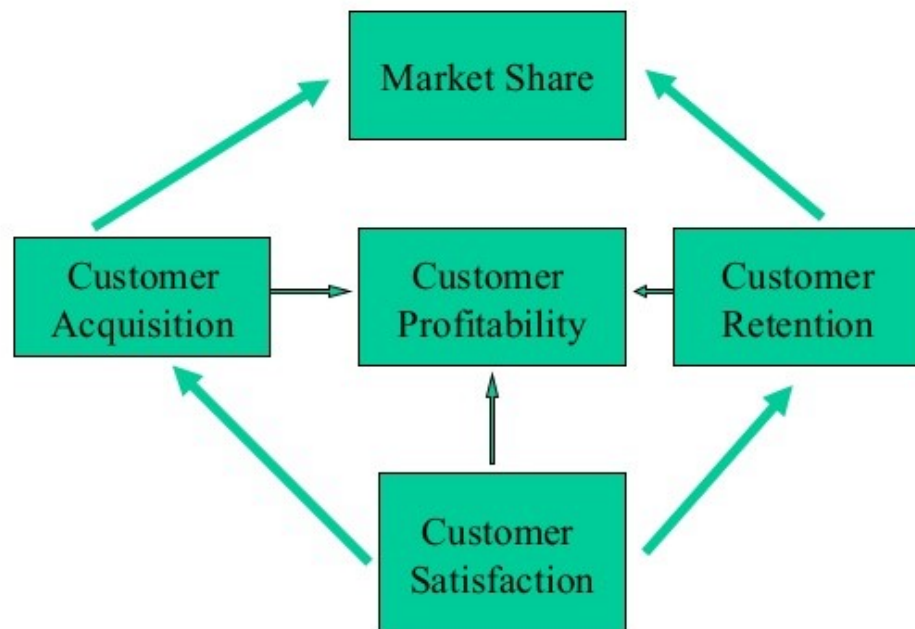 Market Share
Customer
Acquisition
Customer
Profitability
Customer
Retention
Customer
Satisfaction